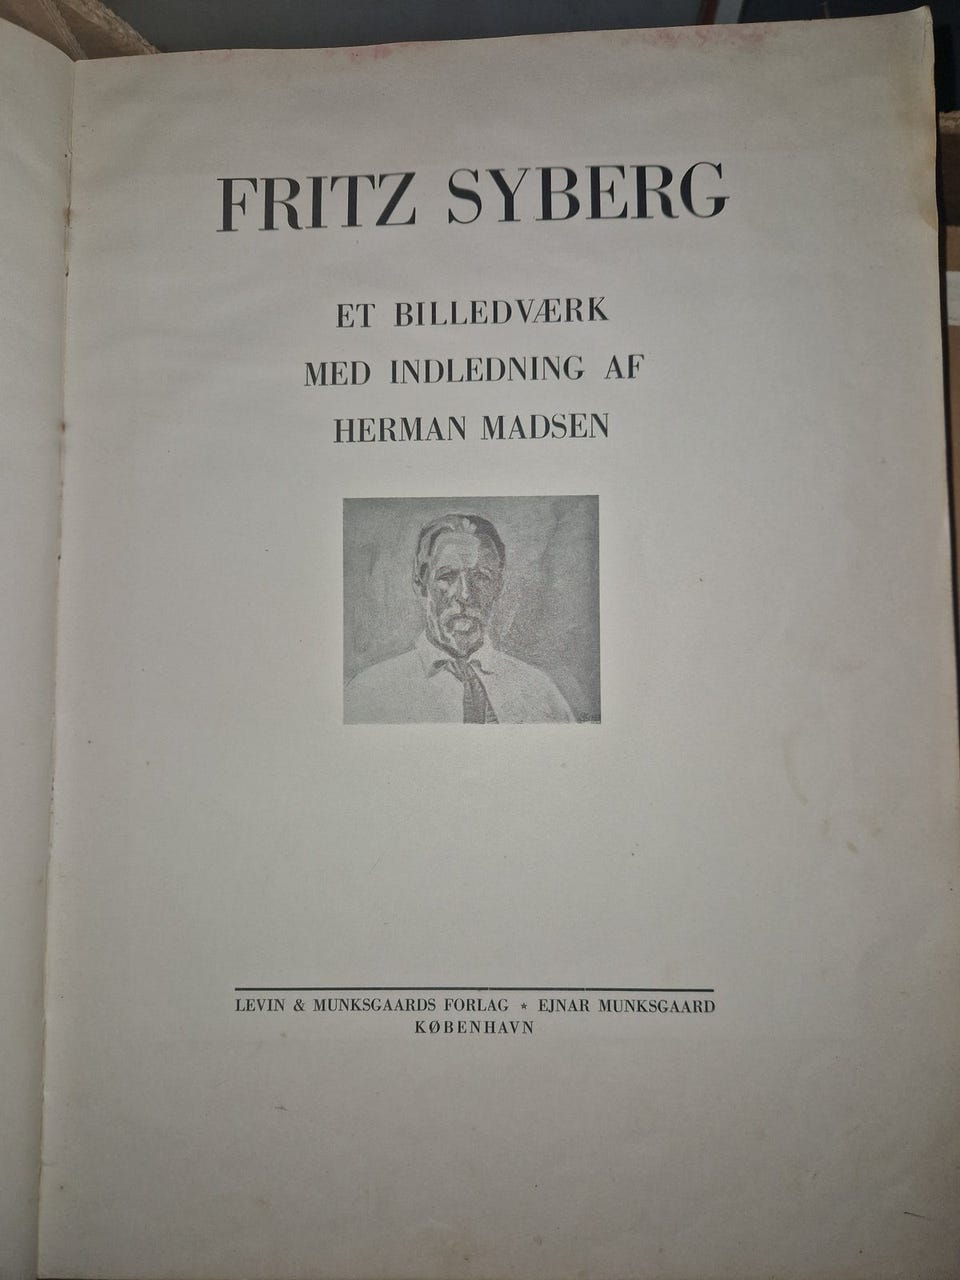 FRITZ SYBERG
ET BILLEDVÆRK
MED INDLEDNING AF
HERMAN MADSEN
LEVIN & MUNKSGAARDS FORLAG ⋆ EJNAR MUNKSGAARD
KØBENHAVN